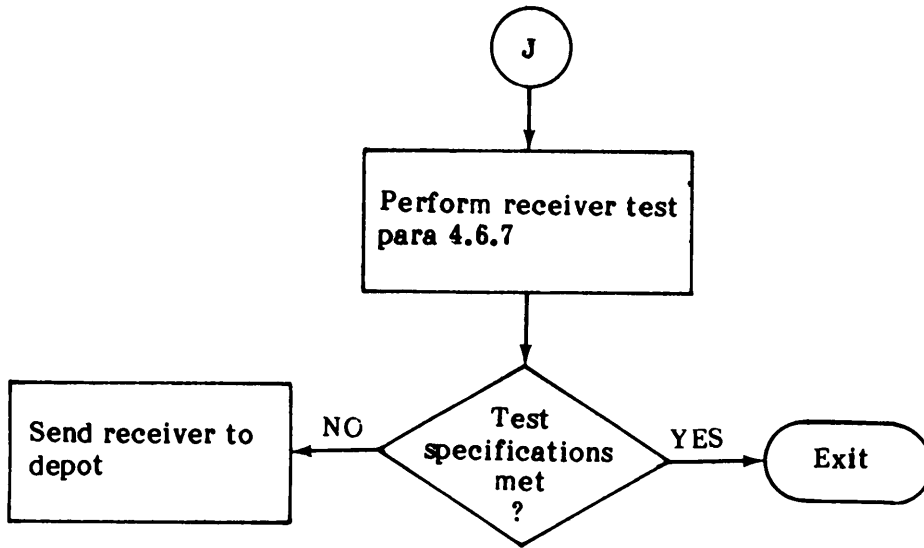 J
Perform receiver test
para 4.6.7
Send receiver to
depot
NO
Test
specifications
met
?
YES
Exit